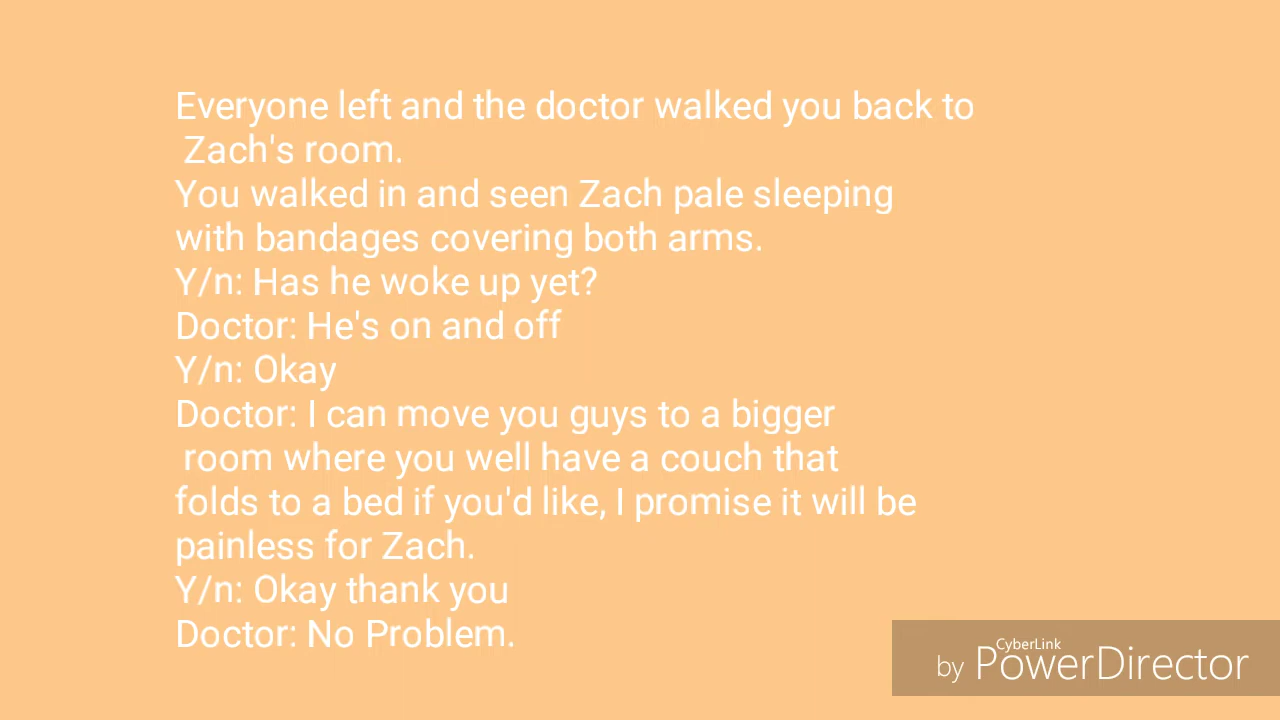 Everyone left and the doctor walked you back to
Zach's room.
You walked in and seen Zach pale sleeping
with bandages covering both arms.
Y/n: Has he woke up yet?
Doctor: He's on and off
Y/n: Okay
Doctor: I can move you guys to a bigger
room where you well have a couch that
folds to a bed if you'd like, I promise it will be
painless for Zach.
Y/n: Okay thank you
Doctor: No Problem.
CyberLink
by PowerDirector